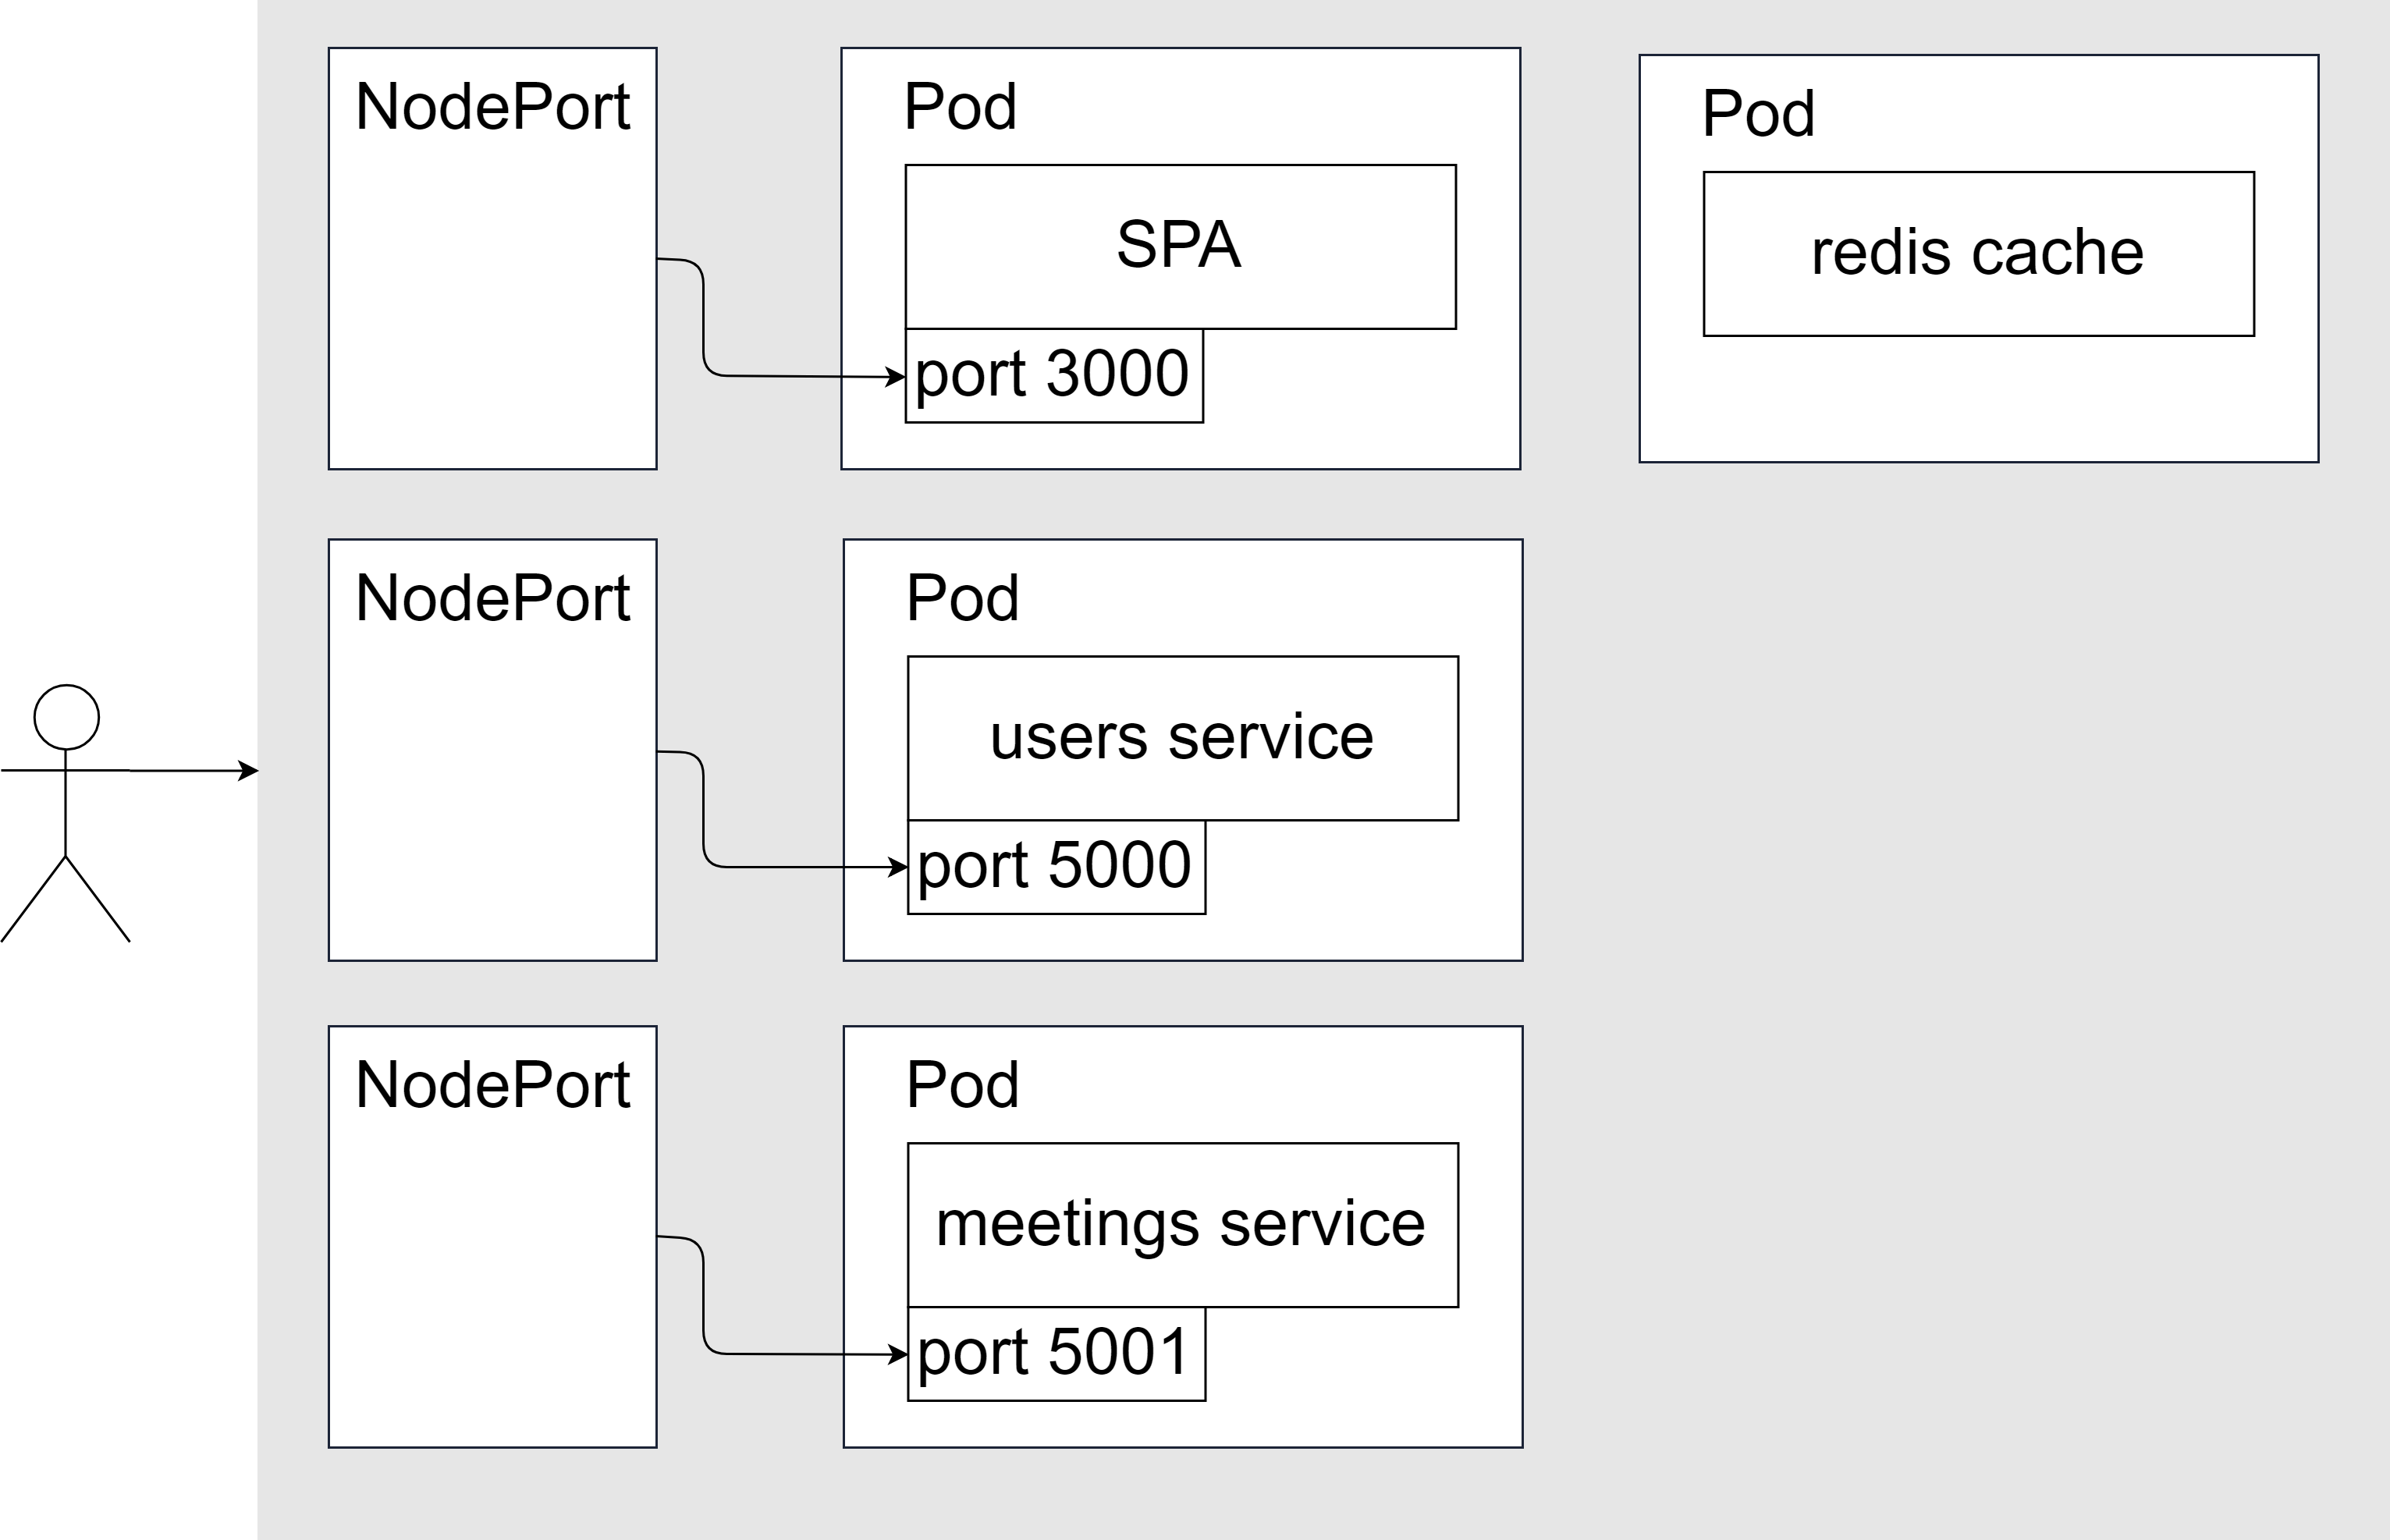 NodePort
Pod
SPA
port 3000
Pod
redis cache
NodePort
Pod
users service
port 5000
NodePort
Pod
meetings service
port 5001